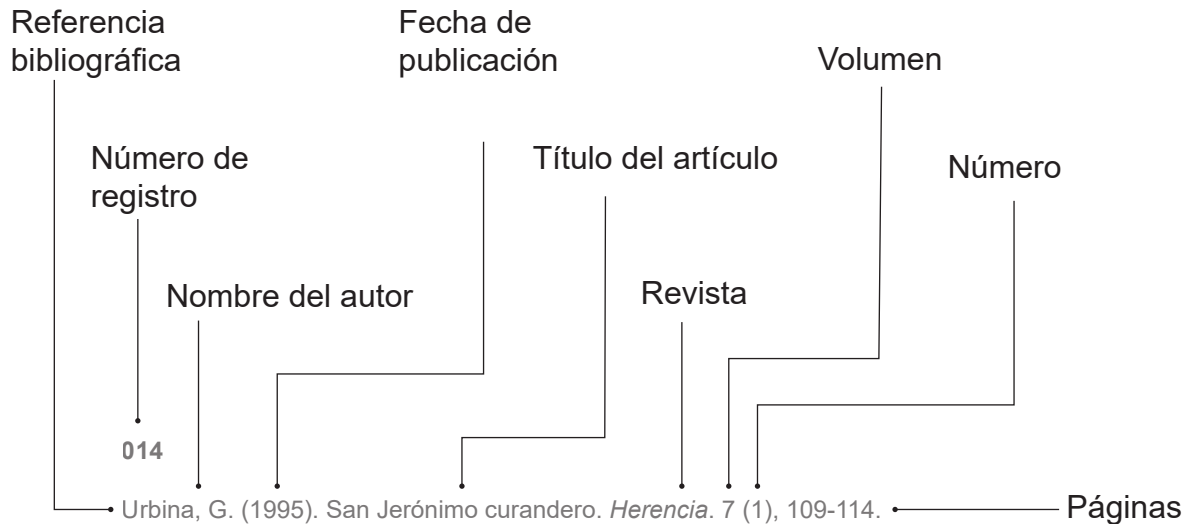 Referencia
bibliográfica
Fecha de
publicación
Volumen
Número de
registro
Título del artículo
Número
Nombre del autor
Revista
014
Urbina, G. (1995). San Jerónimo curandero. Herencia. 7 (1), 109-114.
Páginas